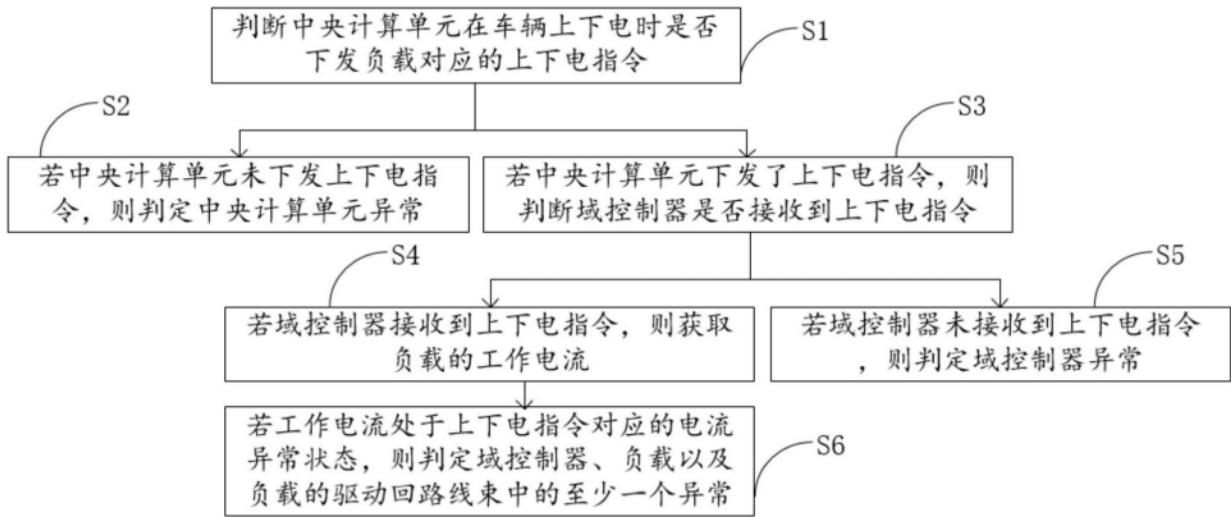 判断中央计算单元在车辆上下电时是否
下发负载对应的上下电指令
S1
S2
若中央计算单元未下发上下电指
令，则判定中央计算单元异常
S3
若中央计算单元下发了上下电指令，则
判断域控制器是否接收到上下电指令
S4
若域控制器接收到上下电指令，则获取
负载的工作电流
S5
若域控制器未接收到上下电指令
，则判定域控制器异常
若工作电流处于上下电指令对应的电流
异常状态，则判定域控制器、负载以及
负载的驱动回路线束中的至少一个异常
S6